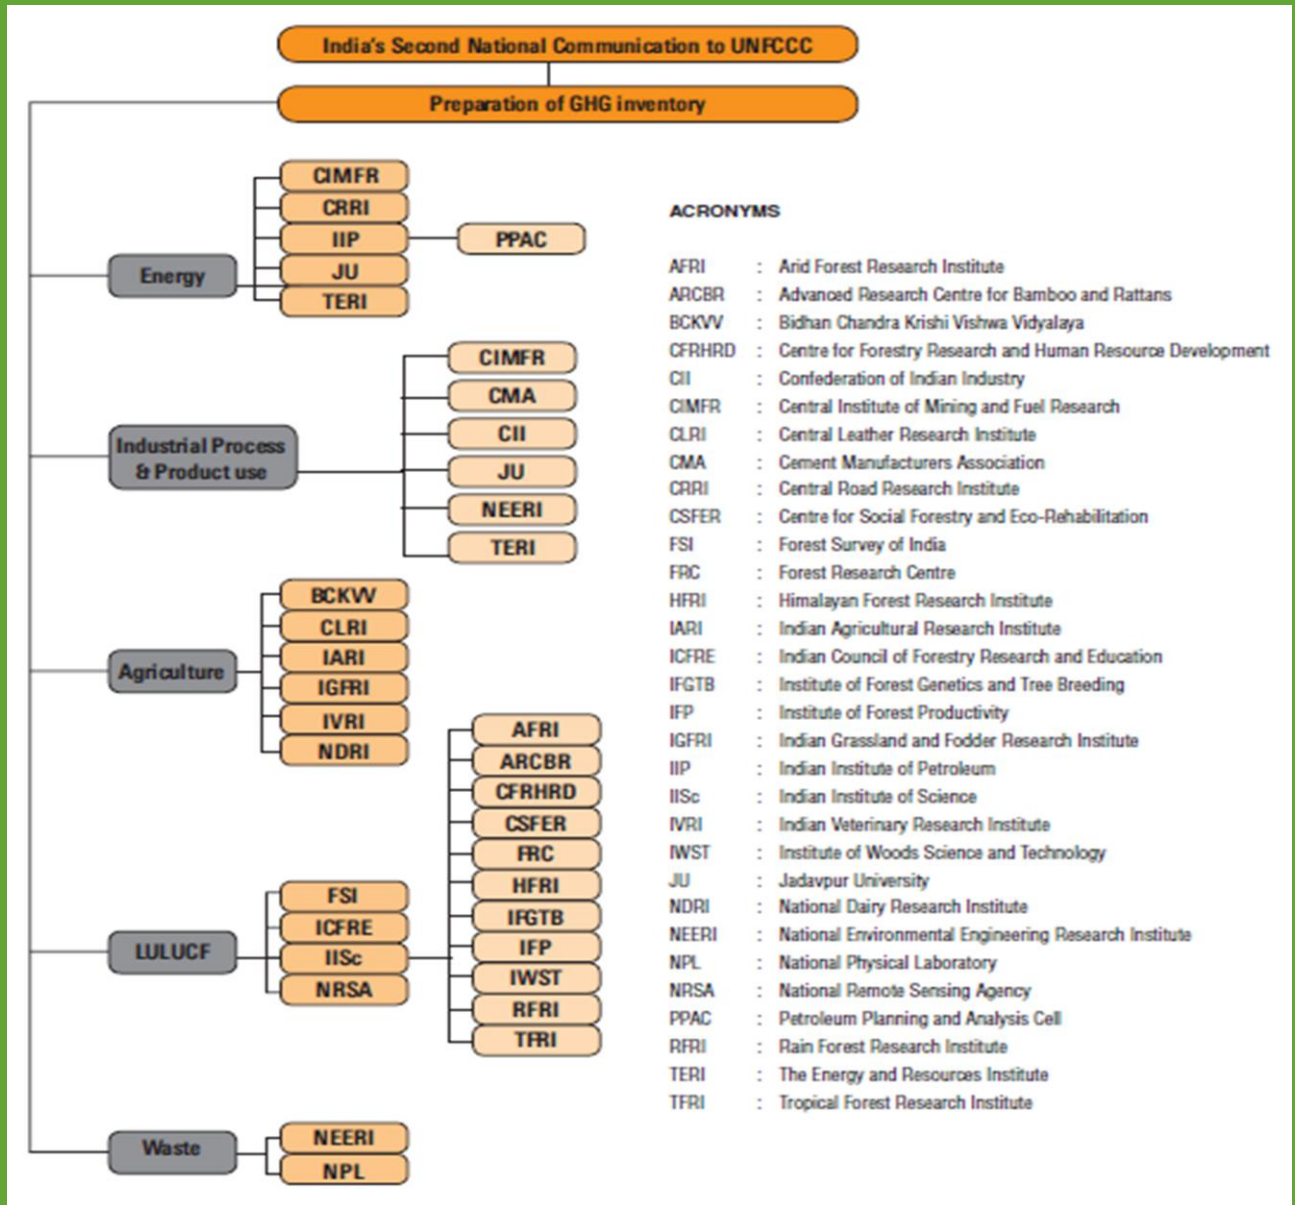 India's Second National Communication to UNFCCC
Preparation of GHG inventory
Energy
CIMFR
CRRI
IIP
JU
TERI
PPAC
Industrial Process
& Product use
CIMFR
CMA
CII
JU
NEERI
TERI
Agriculture
BCKVV
CLRI
IARI
IGFRI
IVRI
NDRI
LULUCF
FSI
ICFRE
IISc
NRSA
AFRI
ARCBR
CFRHRD
CSFER
FRC
HFRI
IFGTB
IFP
IWST
RFRI
TFRI
Waste
NEERI
NPL
ACRONYMS
AFRI : Arid Forest Research Institute
ARCBR : Advanced Research Centre for Bamboo and Rattans
BCKVV : Bidhan Chandra Krishi Vishwa Vidyalaya
CFRHRD : Centre for Forestry Research and Human Resource Development
CII : Confederation of Indian Industry
CIMFR : Central Institute of Mining and Fuel Research
CLRI : Central Leather Research Institute
CMA : Cement Manufacturers Association
CRRI : Central Road Research Institute
CSFER : Centre for Social Forestry and Eco-Rehabilitation
FSI : Forest Survey of India
FRC : Forest Research Centre
HFRI : Himalayan Forest Research Institute
IARI : Indian Agricultural Research Institute
ICFRE : Indian Council of Forestry Research and Education
IFGTB : Institute of Forest Genetics and Tree Breeding
IFP : Institute of Forest Productivity
IGFRI : Indian Grassland and Fodder Research Institute
IIP : Indian Institute of Petroleum
IISc : Indian Institute of Science
IVRI : Indian Veterinary Research Institute
IWST : Institute of Woods Science and Technology
JU : Jadavpur University
NDRI : National Dairy Research Institute
NEERI : National Environmental Engineering Research Institute
NPL : National Physical Laboratory
NRSA : National Remote Sensing Agency
PPAC : Petroleum Planning and Analysis Cell
RFRI : Rain Forest Research Institute
TERI : The Energy and Resources Institute
TFRI : Tropical Forest Research Institute